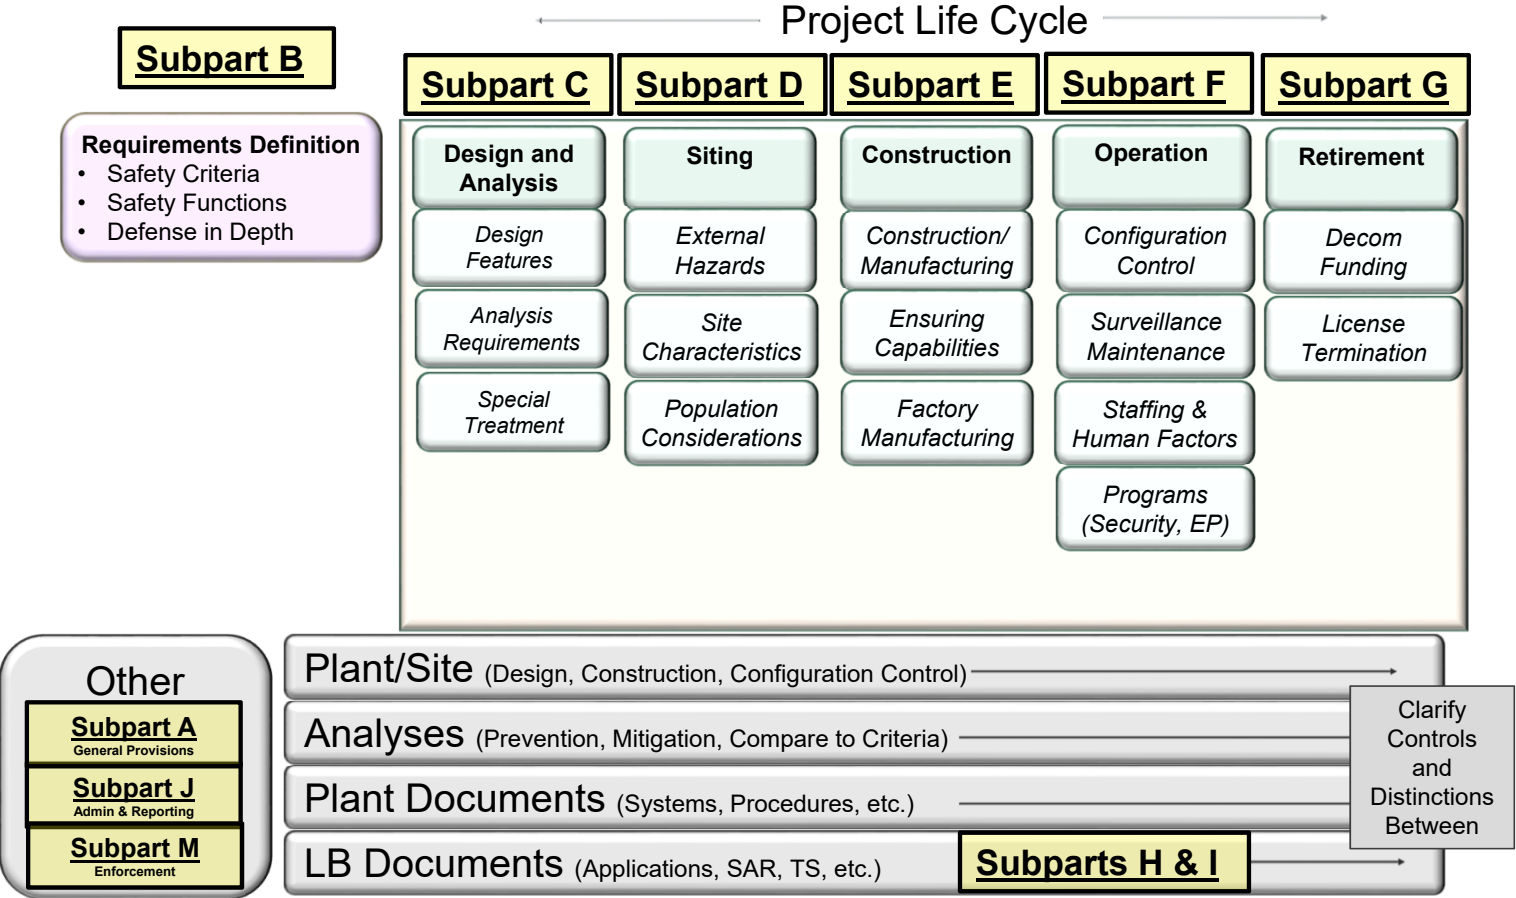 Project Life Cycle
Subpart B
Subpart C
Subpart D
Subpart E
Subpart F
Subpart G
Requirements Definition
• Safety Criteria
• Safety Functions
• Defense in Depth
Design and
Analysis
Design
Features
Analysis
Requirements
Special
Treatment
Siting
External
Hazards
Site
Characteristics
Population
Considerations
Construction
Construction/
Manufacturing
Ensuring
Capabilities
Factory
Manufacturing
Operation
Configuration
Control
Surveillance
Maintenance
Staffing &
Human Factors
Programs
(Security, EP)
Retirement
Decom
Funding
License
Termination
Other
Subpart A
General Provisions
Subpart J
Admin & Reporting
Subpart M
Enforcement
Plant/Site (Design, Construction, Configuration Control)
Analyses (Prevention, Mitigation, Compare to Criteria)
Plant Documents (Systems, Procedures, etc.)
LB Documents (Applications, SAR, TS, etc.)
Subparts H & I
Clarify
Controls
and
Distinctions
Between